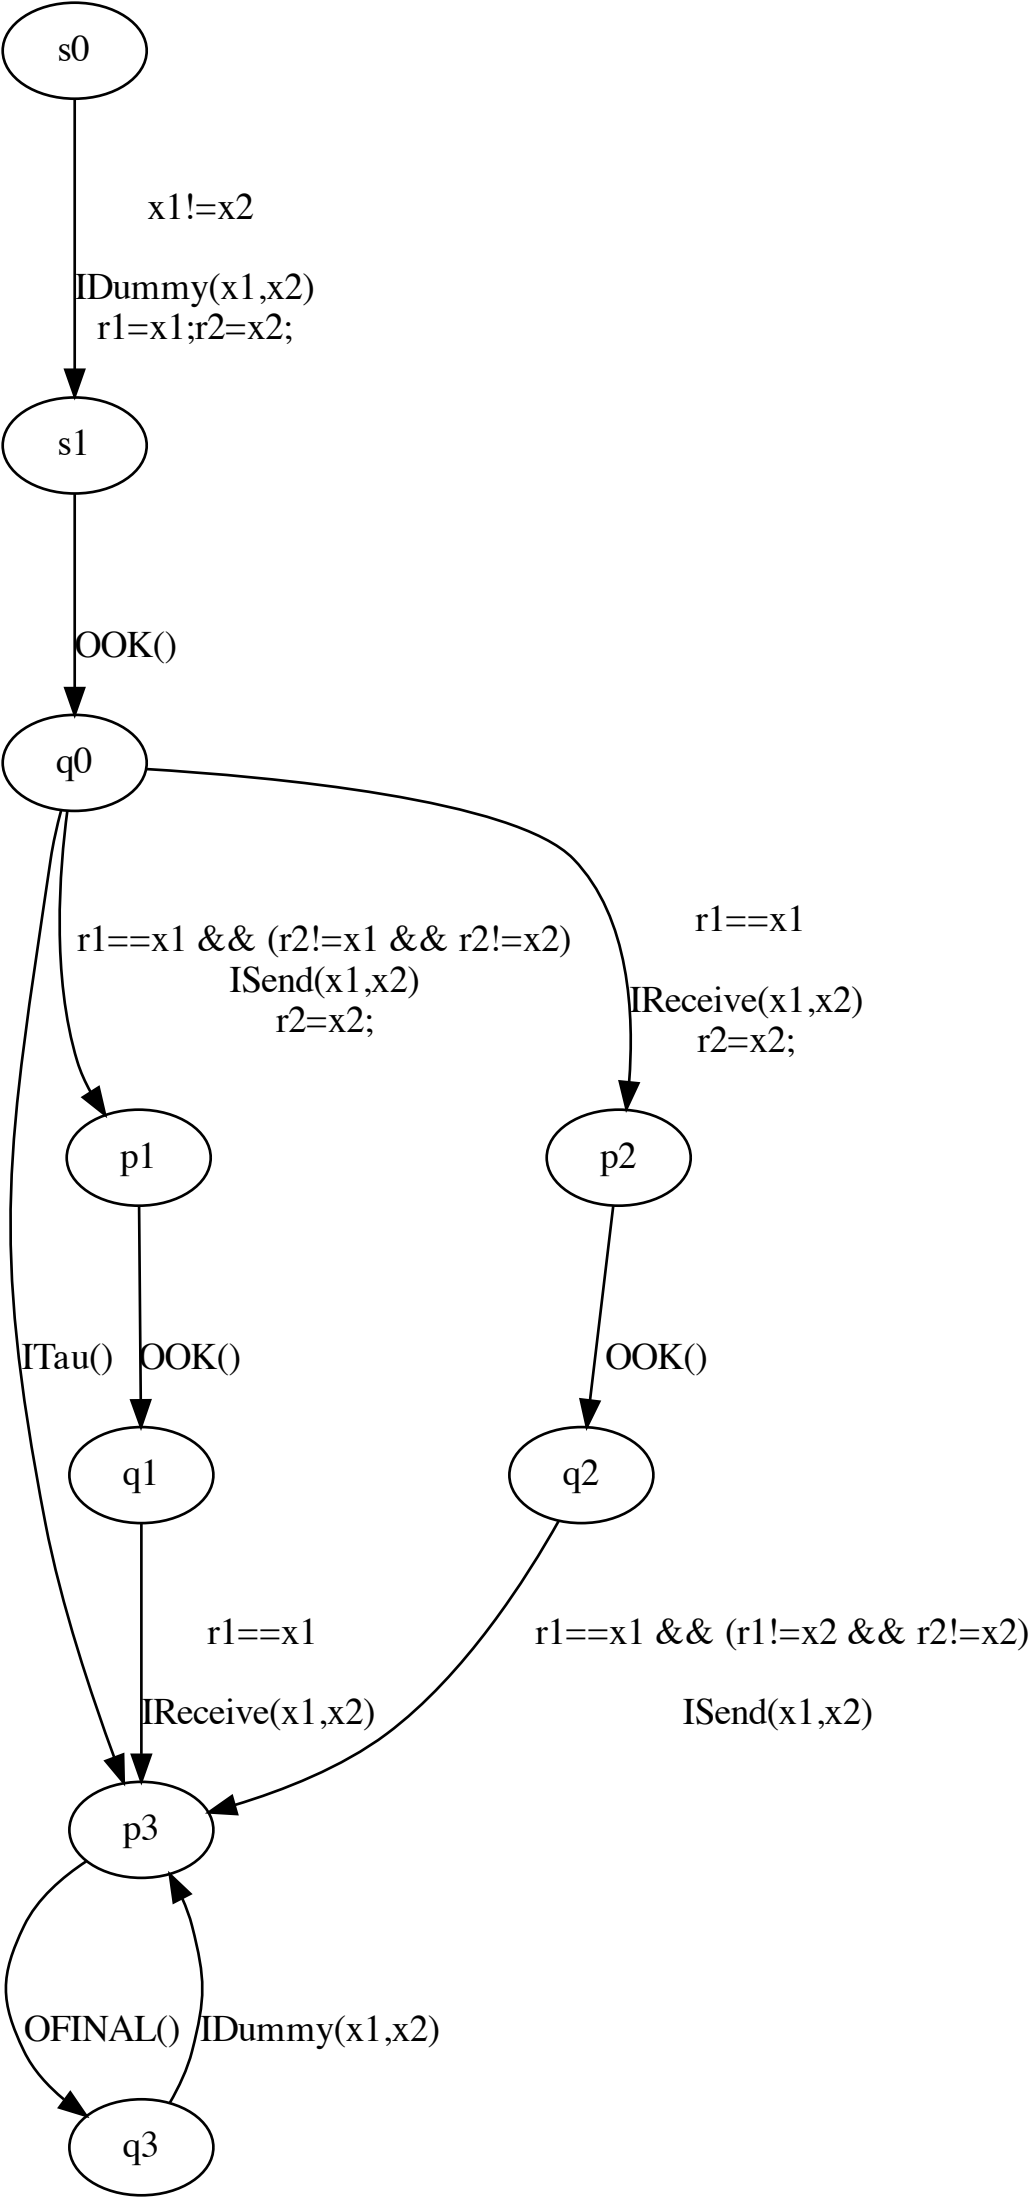 s0
x1!=x2
IDummy(x1,x2)
r1=x1;r2=x2;
s1
OOK()
q0
r1==x1 && (r2!=x1 && r2!=x2)
ISend(x1,x2)
r2=x2;
r1==x1
IReceive(x1,x2)
r2=x2;
p1
p2
ITau()
OOK()
OOK()
q1
q2
r1==x1
IReceive(x1,x2)
r1==x1 && (r1!=x2 && r2!=x2)
ISend(x1,x2)
p3
OFINAL()
IDummy(x1,x2)
q3